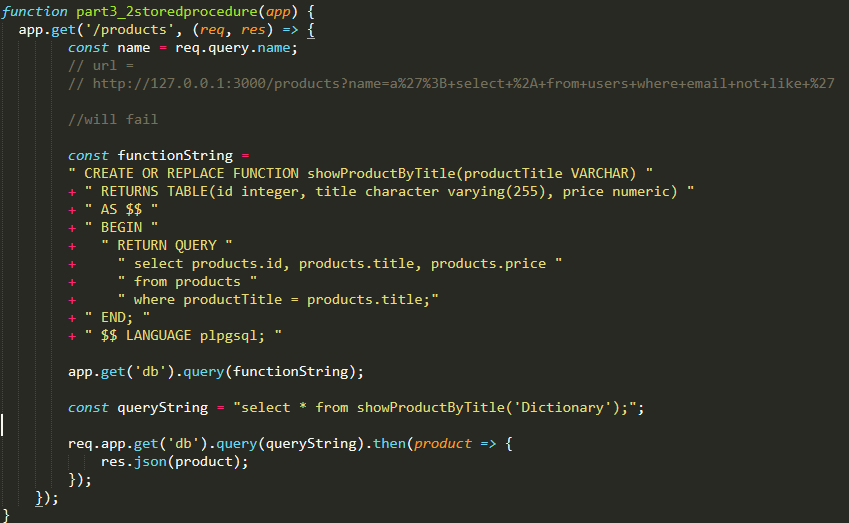 function part3_2storedprocedure(app) {
app.get('/products', (req, res) => {
const name = req.query.name;
// url =
// http://127.0.0.1:3000/products?name=a%27%3B+select+%2A+from+users+where+email+not+like+%27
//will fail
const functionString =
" CREATE OR REPLACE FUNCTION showProductByTitle(productTitle VARCHAR) "
+ " RETURNS TABLE(id integer, title character varying(255), price numeric) "
+ " AS $$ "
+ " BEGIN "
+ " RETURN QUERY "
+ " select products.id, products.title, products.price "
+ " from products "
+ " where productTitle = products.title;"
+ " END; "
+ " $$ LANGUAGE plpgsql; "
app.get('db').query(functionString);
const queryString = "select * from showProductByTitle('Dictionary');";
req.app.get('db').query(queryString).then(product => {
res.json(product);
});
});
}